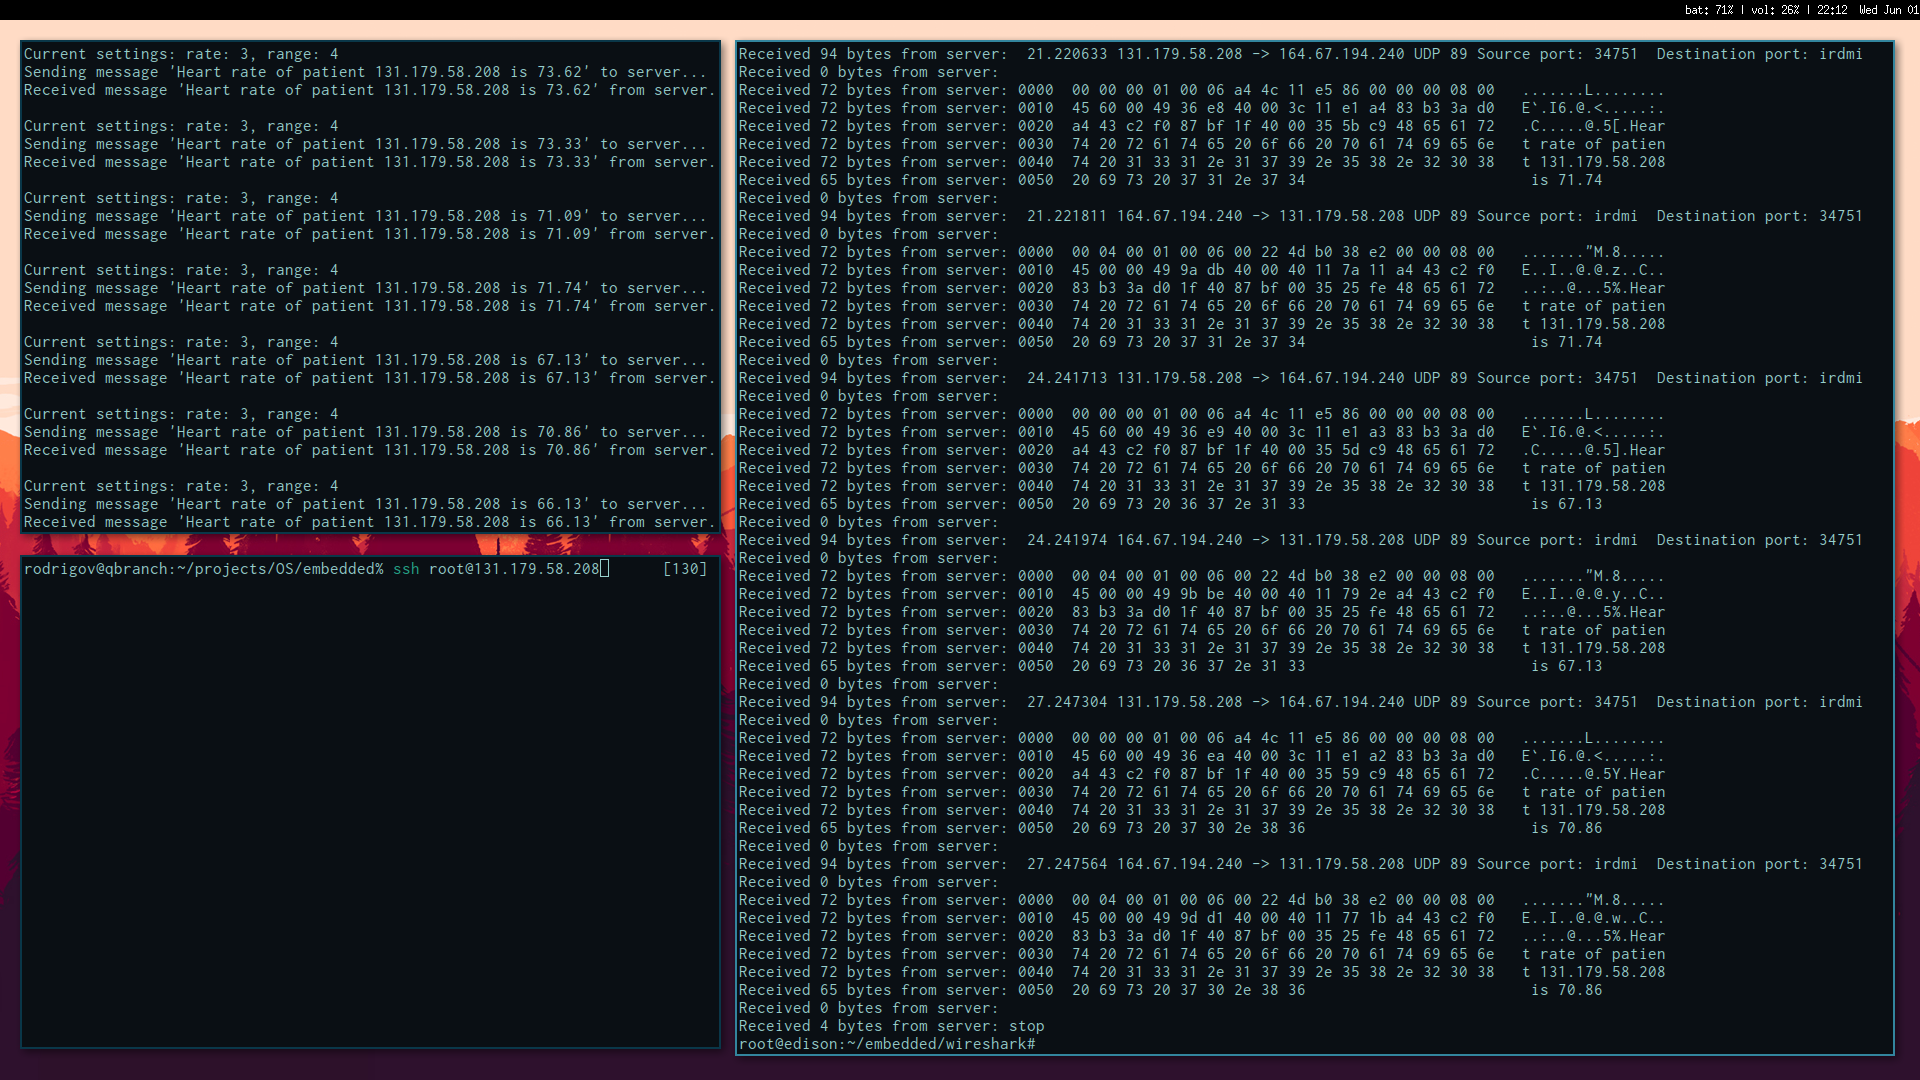 bat: 71% | vol: 26% | 22:12  Wed Jun 01
Current settings: rate: 3, range: 4
Sending message 'Heart rate of patient 131.179.58.208 is 73.62' to server...
Received message 'Heart rate of patient 131.179.58.208 is 73.62' from server.
Current settings: rate: 3, range: 4
Sending message 'Heart rate of patient 131.179.58.208 is 73.33' to server...
Received message 'Heart rate of patient 131.179.58.208 is 73.33' from server.
Current settings: rate: 3, range: 4
Sending message 'Heart rate of patient 131.179.58.208 is 71.09' to server...
Received message 'Heart rate of patient 131.179.58.208 is 71.09' from server.
Current settings: rate: 3, range: 4
Sending message 'Heart rate of patient 131.179.58.208 is 71.74' to server...
Received message 'Heart rate of patient 131.179.58.208 is 71.74' from server.
Current settings: rate: 3, range: 4
Sending message 'Heart rate of patient 131.179.58.208 is 67.13' to server...
Received message 'Heart rate of patient 131.179.58.208 is 67.13' from server.
Current settings: rate: 3, range: 4
Sending message 'Heart rate of patient 131.179.58.208 is 70.86' to server...
Received message 'Heart rate of patient 131.179.58.208 is 70.86' from server.
Current settings: rate: 3, range: 4
Sending message 'Heart rate of patient 131.179.58.208 is 66.13' to server...
Received message 'Heart rate of patient 131.179.58.208 is 66.13' from server.
rodrigov@qbranch:~/projects/OS/embedded% ssh root@131.179.58.208 [130]
Received 94 bytes from server:  21.220633 131.179.58.208 -> 164.67.194.240 UDP 89 Source port: 34751  Destination port: irdmi
Received 0 bytes from server:
Received 72 bytes from server: 0000  00 00 00 01 00 06 a4 4c 11 e5 86 00 00 00 08 00   .......L........
Received 72 bytes from server: 0010  45 60 00 49 36 e8 40 00 3c 11 e1 a4 83 b3 3a d0   E`.I6.@.<.....:.
Received 72 bytes from server: 0020  a4 43 c2 f0 87 bf 1f 40 00 35 5b c9 48 65 61 72   .C.....@.5[.Hear
Received 72 bytes from server: 0030  74 20 72 61 74 65 20 6f 66 20 70 61 74 69 65 6e   t rate of patien
Received 72 bytes from server: 0040  74 20 31 33 31 2e 31 37 39 2e 35 38 2e 32 30 38   t 131.179.58.208
Received 65 bytes from server: 0050  20 69 73 20 37 31 2e 37 34                         is 71.74
Received 0 bytes from server:
Received 94 bytes from server:  21.221811 164.67.194.240 -> 131.179.58.208 UDP 89 Source port: irdmi  Destination port: 34751
Received 0 bytes from server:
Received 72 bytes from server: 0000  00 04 00 01 00 06 00 22 4d b0 38 e2 00 00 08 00   ......."M.8.....
Received 72 bytes from server: 0010  45 00 00 49 9a db 40 00 40 11 7a 11 a4 43 c2 f0   E..I..@.@.z..C..
Received 72 bytes from server: 0020  83 b3 3a d0 1f 40 87 bf 00 35 25 fe 48 65 61 72   ..:..@...5%.Hear
Received 72 bytes from server: 0030  74 20 72 61 74 65 20 6f 66 20 70 61 74 69 65 6e   t rate of patien
Received 72 bytes from server: 0040  74 20 31 33 31 2e 31 37 39 2e 35 38 2e 32 30 38   t 131.179.58.208
Received 65 bytes from server: 0050  20 69 73 20 37 31 2e 37 34                         is 71.74
Received 0 bytes from server:
Received 94 bytes from server:  24.241713 131.179.58.208 -> 164.67.194.240 UDP 89 Source port: 34751  Destination port: irdmi
Received 0 bytes from server:
Received 72 bytes from server: 0000  00 00 00 01 00 06 a4 4c 11 e5 86 00 00 00 08 00   .......L........
Received 72 bytes from server: 0010  45 60 00 49 36 e9 40 00 3c 11 e1 a3 83 b3 3a d0   E`.I6.@.<.....:.
Received 72 bytes from server: 0020  a4 43 c2 f0 87 bf 1f 40 00 35 5d c9 48 65 61 72   .C.....@.5].Hear
Received 72 bytes from server: 0030  74 20 72 61 74 65 20 6f 66 20 70 61 74 69 65 6e   t rate of patien
Received 72 bytes from server: 0040  74 20 31 33 31 2e 31 37 39 2e 35 38 2e 32 30 38   t 131.179.58.208
Received 65 bytes from server: 0050  20 69 73 20 36 37 2e 31 33                         is 67.13
Received 0 bytes from server:
Received 94 bytes from server:  24.241974 164.67.194.240 -> 131.179.58.208 UDP 89 Source port: irdmi  Destination port: 34751
Received 0 bytes from server:
Received 72 bytes from server: 0000  00 04 00 01 00 06 00 22 4d b0 38 e2 00 00 08 00   ......."M.8.....
Received 72 bytes from server: 0010  45 00 00 49 9b be 40 00 40 11 79 2e a4 43 c2 f0   E..I..@.@.y..C..
Received 72 bytes from server: 0020  83 b3 3a d0 1f 40 87 bf 00 35 25 fe 48 65 61 72   ..:..@...5%.Hear
Received 72 bytes from server: 0030  74 20 72 61 74 65 20 6f 66 20 70 61 74 69 65 6e   t rate of patien
Received 72 bytes from server: 0040  74 20 31 33 31 2e 31 37 39 2e 35 38 2e 32 30 38   t 131.179.58.208
Received 65 bytes from server: 0050  20 69 73 20 36 37 2e 31 33                         is 67.13
Received 0 bytes from server:
Received 94 bytes from server:  27.247304 131.179.58.208 -> 164.67.194.240 UDP 89 Source port: 34751  Destination port: irdmi
Received 0 bytes from server:
Received 72 bytes from server: 0000  00 00 00 01 00 06 a4 4c 11 e5 86 00 00 00 08 00   .......L........
Received 72 bytes from server: 0010  45 60 00 49 36 ea 40 00 3c 11 e1 a2 83 b3 3a d0   E`.I6.@.<.....:.
Received 72 bytes from server: 0020  a4 43 c2 f0 87 bf 1f 40 00 35 59 c9 48 65 61 72   .C.....@.5Y.Hear
Received 72 bytes from server: 0030  74 20 72 61 74 65 20 6f 66 20 70 61 74 69 65 6e   t rate of patien
Received 72 bytes from server: 0040  74 20 31 33 31 2e 31 37 39 2e 35 38 2e 32 30 38   t 131.179.58.208
Received 65 bytes from server: 0050  20 69 73 20 37 30 2e 38 36                         is 70.86
Received 0 bytes from server:
Received 94 bytes from server:  27.247564 164.67.194.240 -> 131.179.58.208 UDP 89 Source port: irdmi  Destination port: 34751
Received 0 bytes from server:
Received 72 bytes from server: 0000  00 04 00 01 00 06 00 22 4d b0 38 e2 00 00 08 00   ......."M.8.....
Received 72 bytes from server: 0010  45 00 00 49 9d d1 40 00 40 11 77 1b a4 43 c2 f0   E..I..@.@.w..C..
Received 72 bytes from server: 0020  83 b3 3a d0 1f 40 87 bf 00 35 25 fe 48 65 61 72   ..:..@...5%.Hear
Received 72 bytes from server: 0030  74 20 72 61 74 65 20 6f 66 20 70 61 74 69 65 6e   t rate of patien
Received 72 bytes from server: 0040  74 20 31 33 31 2e 31 37 39 2e 35 38 2e 32 30 38   t 131.179.58.208
Received 65 bytes from server: 0050  20 69 73 20 37 30 2e 38 36                         is 70.86
Received 0 bytes from server:
Received 4 bytes from server: stop
root@edison:~/embedded/wireshark#